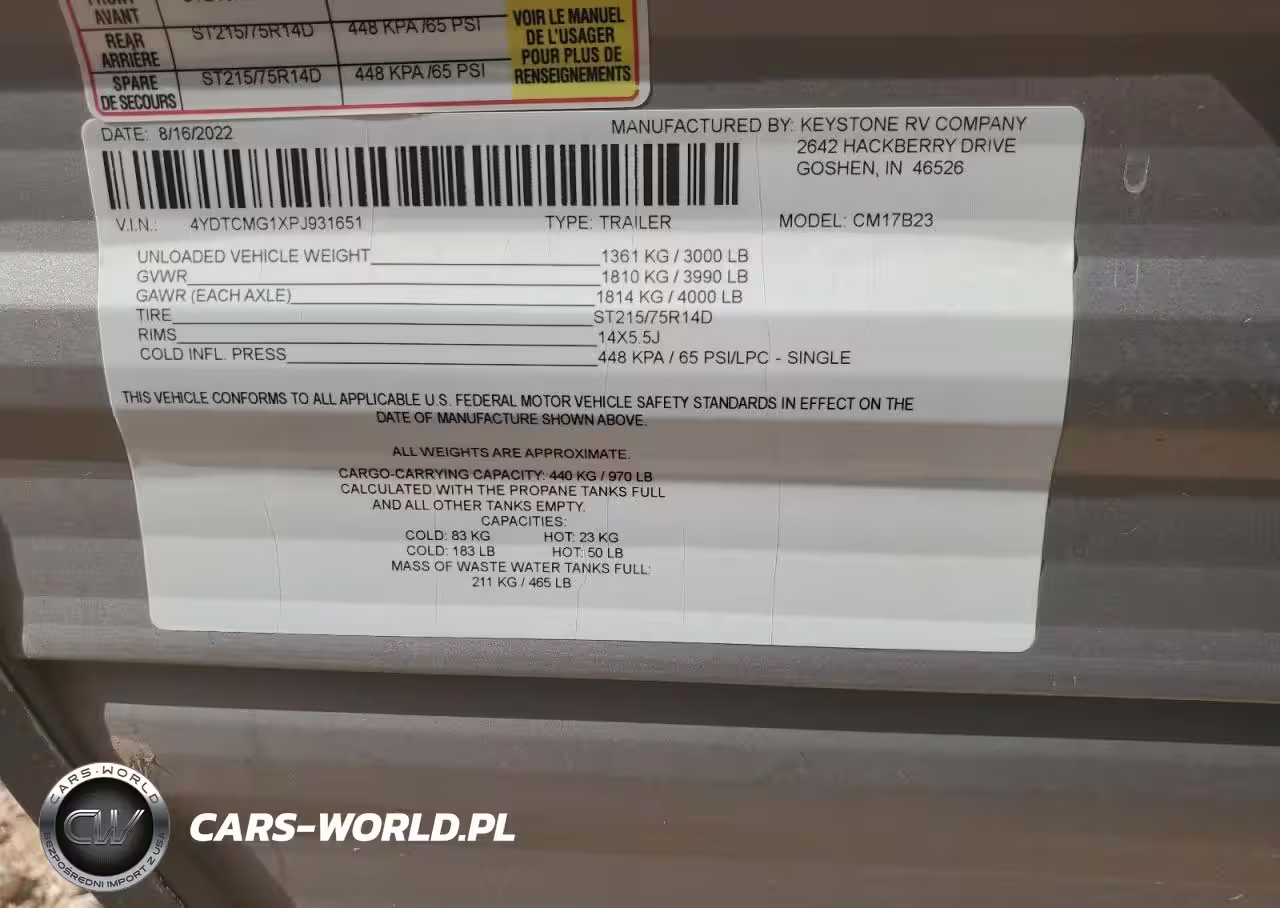 AVANT
REAR ST215/75R14D 448 KPA /65 PSI
ARRIÈRE
SPARE ST215/75R14D 448 KPA /65 PSI
DE SECOURS
VOIR LE MANUEL
DE L'USAGER
POUR PLUS DE
RENSEIGNEMENTS
DATE: 8/16/2022
MANUFACTURED BY: KEYSTONE RV COMPANY
2642 HACKBERRY DRIVE
GOSHEN, IN 46526
V.I.N.: 4YDTCMG1XPJ931651 TYPE: TRAILER MODEL: CM17B23
UNLOADED VEHICLE WEIGHT 1361 KG / 3000 LB
GVWR 1810 KG / 3990 LB
GAWR (EACH AXLE) 1814 KG / 4000 LB
TIRE ST215/75R14D
RIMS 14X5.5J
COLD INFL. PRESS 448 KPA / 65 PSI/LPC - SINGLE
THIS VEHICLE CONFORMS TO ALL APPLICABLE U.S. FEDERAL MOTOR VEHICLE SAFETY STANDARDS IN EFFECT ON THE
DATE OF MANUFACTURE SHOWN ABOVE.
ALL WEIGHTS ARE APPROXIMATE.
CARGO-CARRYING CAPACITY: 440 KG / 970 LB
CALCULATED WITH THE PROPANE TANKS FULL
AND ALL OTHER TANKS EMPTY.
CAPACITIES:
COLD: 83 KG HOT: 23 KG
COLD: 183 LB HOT: 50 LB
MASS OF WASTE WATER TANKS FULL:
211 KG / 465 LB
CARS-WORLD
CW
BEZPOŚREDNI IMPORT Z USA
CARS-WORLD.PL